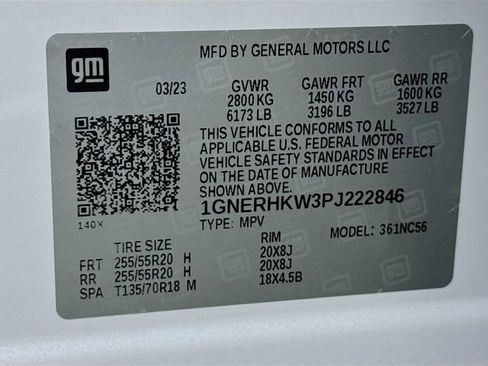 gm
MFD BY GENERAL MOTORS LLC
03/23 GVWR GAWR FRT GAWR RR
2800 KG 1450 KG 1600 KG
6173 LB 3196 LB 3527 LB
THIS VEHICLE CONFORMS TO ALL
APPLICABLE U.S. FEDERAL MOTOR
VEHICLE SAFETY STANDARDS IN EFFECT
ON THE DATE OF MANUFACTURE
SHOWN ABOVE.
1GNERHKW3PJ222846
140X TYPE: MPV MODEL: 361NC56
TIRE SIZE RIM
FRT 255/55R20 H 20X8J
RR 255/55R20 H 20X8J
SPA T135/70R18 M 18X4.5B